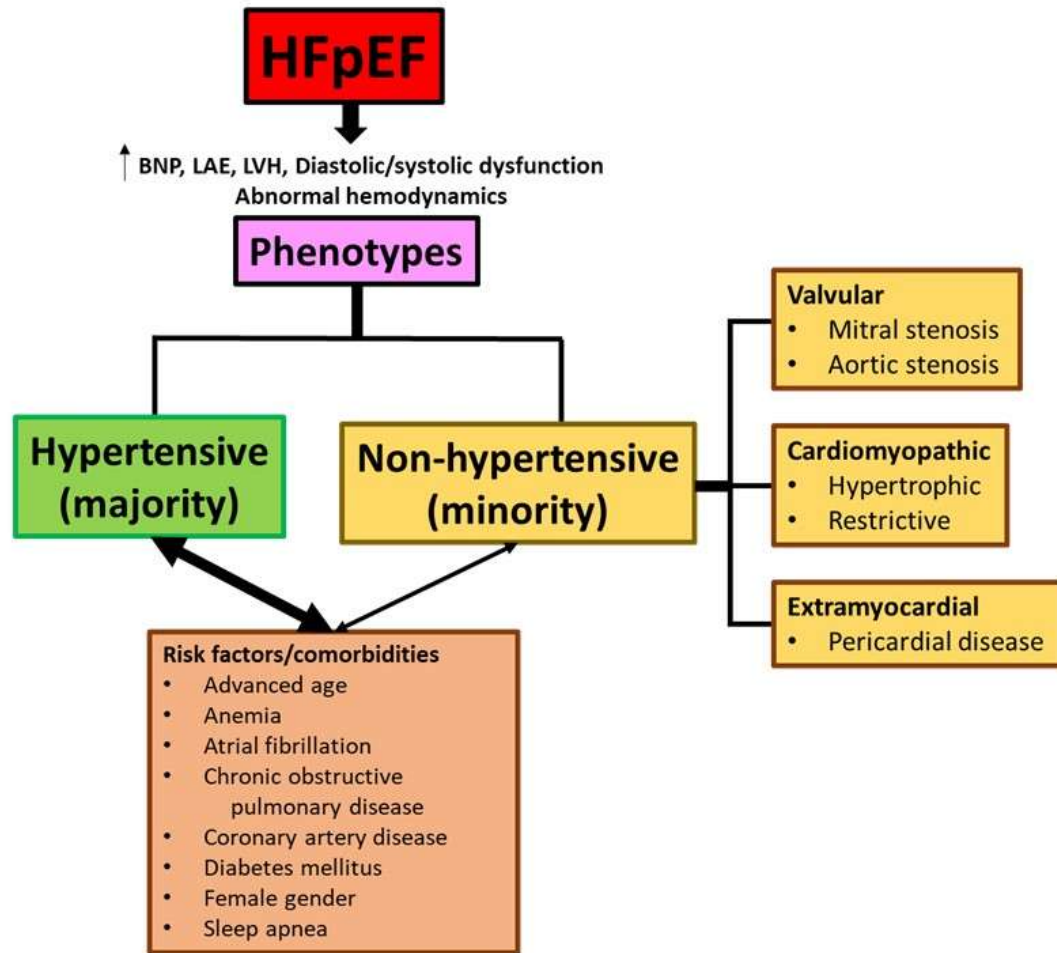 HFpEF
↑ BNP, LAE, LVH, Diastolic/systolic dysfunction
Abnormal hemodynamics
Phenotypes
Hypertensive
(majority)
Non-hypertensive
(minority)
Valvular
• Mitral stenosis
• Aortic stenosis
Cardiomyopathic
• Hypertrophic
• Restrictive
Extramyocardial
• Pericardial disease
Risk factors/comorbidities
• Advanced age
• Anemia
• Atrial fibrillation
• Chronic obstructive
pulmonary disease
• Coronary artery disease
• Diabetes mellitus
• Female gender
• Sleep apnea